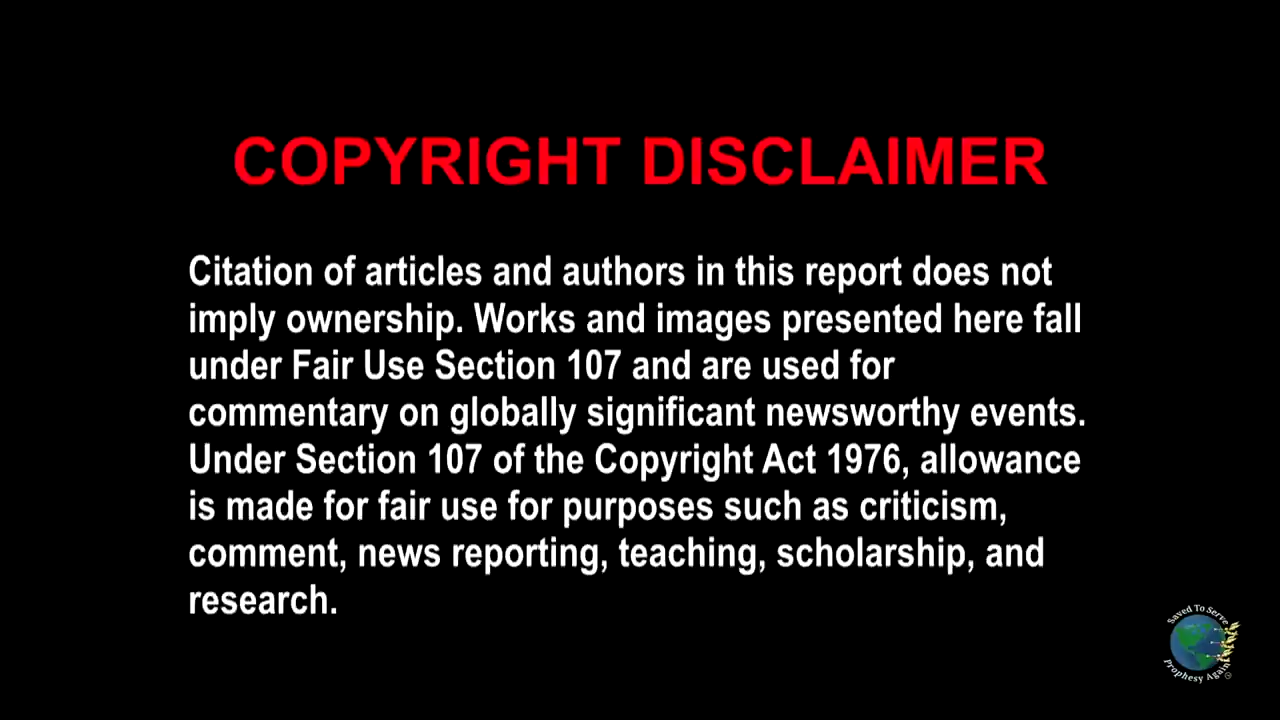 COPYRIGHT DISCLAIMER
Citation of articles and authors in this report does not
imply ownership. Works and images presented here fall
under Fair Use Section 107 and are used for
commentary on globally significant newsworthy events.
Under Section 107 of the Copyright Act 1976, allowance
is made for fair use for purposes such as criticism,
comment, news reporting, teaching, scholarship, and
research.
Saved To Serve
Prophesy Again